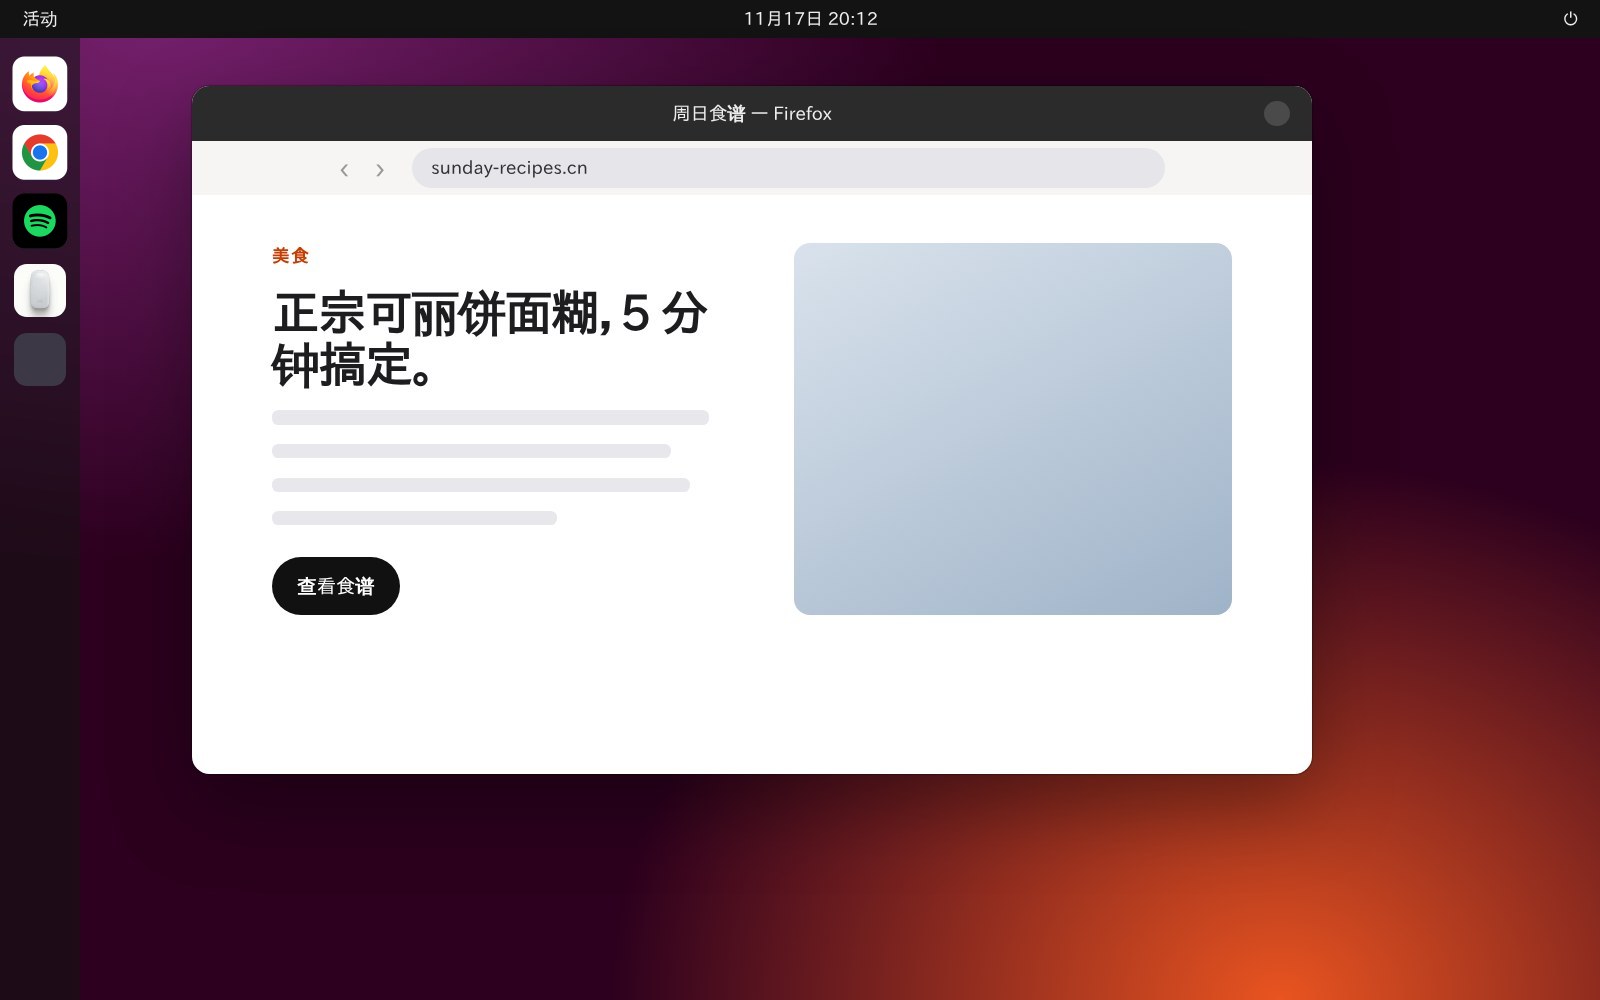 活动
11月17日 20:12
周日食谱 — Firefox
sunday-recipes.cn
美食
正宗可丽饼面糊, 5 分
钟搞定。
查看食谱